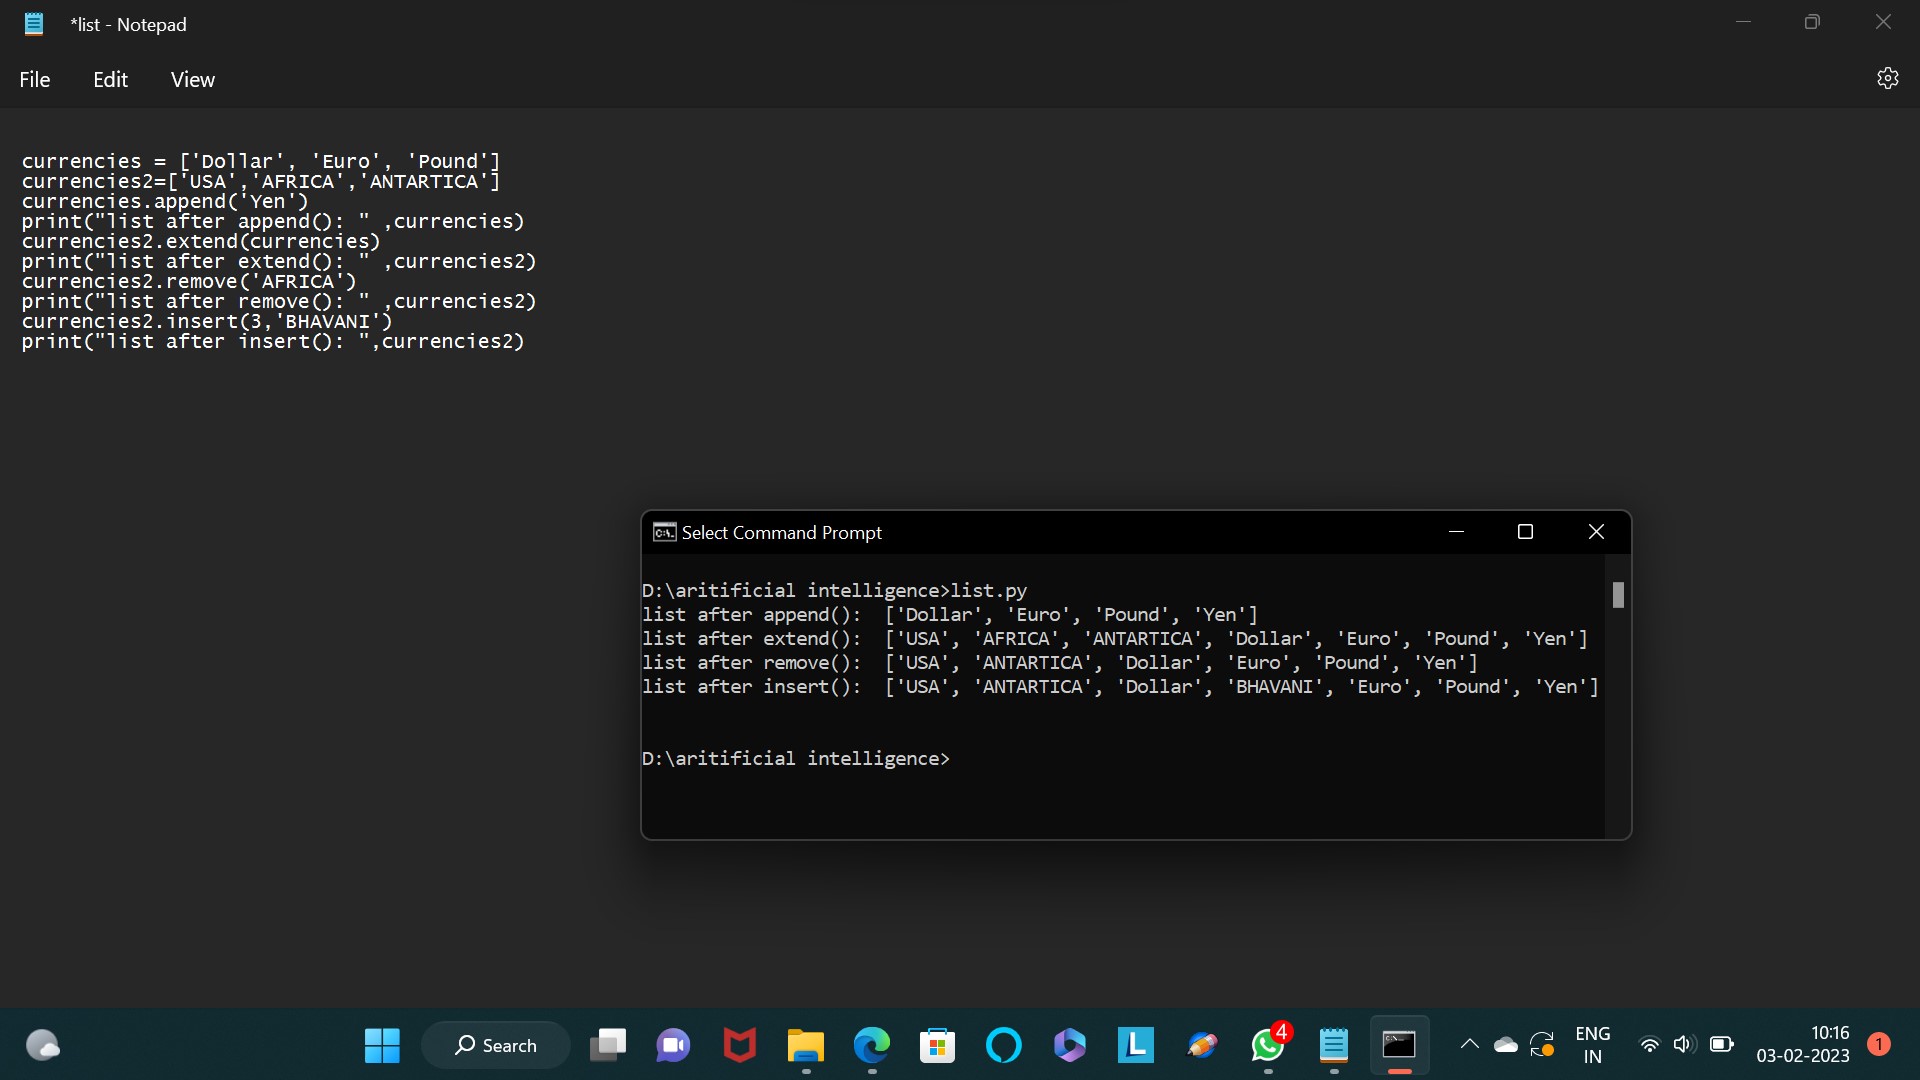 *list - Notepad
File Edit View
currencies = ['Dollar', 'Euro', 'Pound']
currencies2=['USA','AFRICA','ANTARTICA']
currencies.append('Yen')
print("list after append(): " ,currencies)
currencies2.extend(currencies)
print("list after extend(): " ,currencies2)
currencies2.remove('AFRICA')
print("list after remove(): " ,currencies2)
currencies2.insert(3,'BHAVANI')
print("list after insert(): ",currencies2)
C:\. Select Command Prompt
D:\aritificial intelligence>list.py
list after append():  ['Dollar', 'Euro', 'Pound', 'Yen']
list after extend():  ['USA', 'AFRICA', 'ANTARTICA', 'Dollar', 'Euro', 'Pound', 'Yen']
list after remove():  ['USA', 'ANTARTICA', 'Dollar', 'Euro', 'Pound', 'Yen']
list after insert():  ['USA', 'ANTARTICA', 'Dollar', 'BHAVANI', 'Euro', 'Pound', 'Yen']
D:\aritificial intelligence>
Search
L
4
ENG
IN
10:16
03-02-2023
1